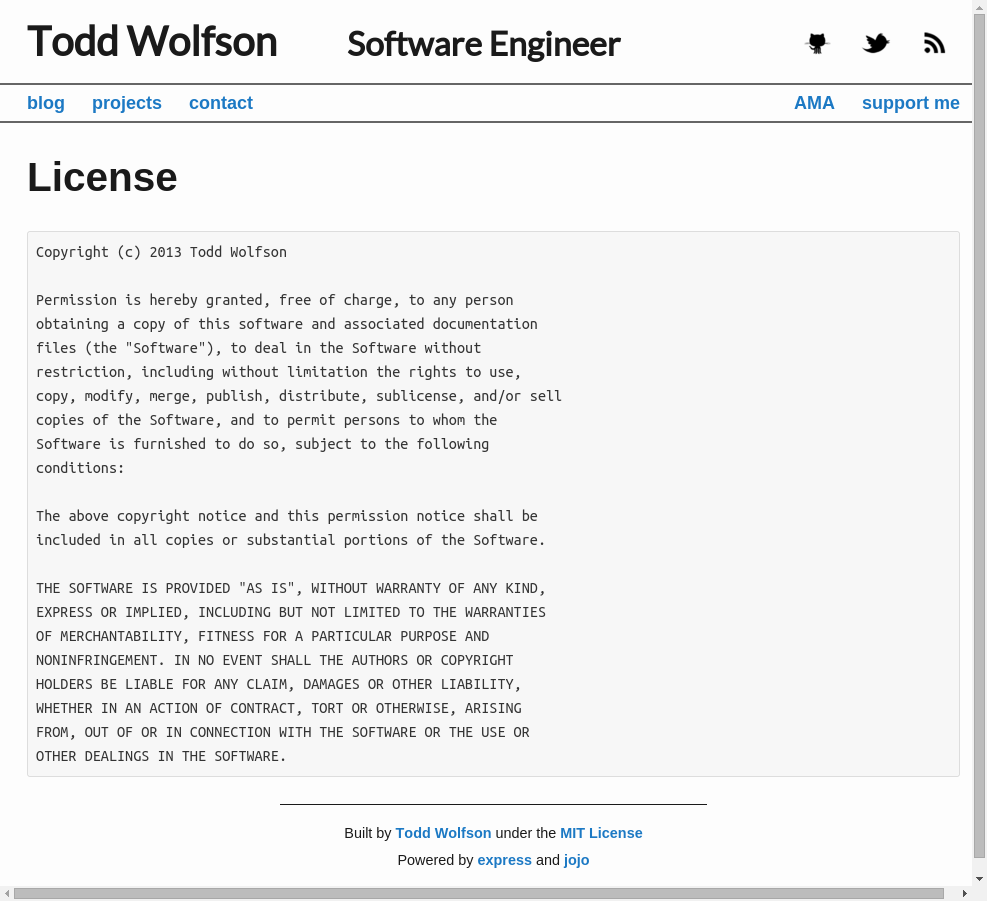 Todd Wolfson Software Engineer
blog projects contact AMA support me
License
Copyright (c) 2013 Todd Wolfson
Permission is hereby granted, free of charge, to any person
obtaining a copy of this software and associated documentation
files (the "Software"), to deal in the Software without
restriction, including without limitation the rights to use,
copy, modify, merge, publish, distribute, sublicense, and/or sell
copies of the Software, and to permit persons to whom the
Software is furnished to do so, subject to the following
conditions:
The above copyright notice and this permission notice shall be
included in all copies or substantial portions of the Software.
THE SOFTWARE IS PROVIDED "AS IS", WITHOUT WARRANTY OF ANY KIND,
EXPRESS OR IMPLIED, INCLUDING BUT NOT LIMITED TO THE WARRANTIES
OF MERCHANTABILITY, FITNESS FOR A PARTICULAR PURPOSE AND
NONINFRINGEMENT. IN NO EVENT SHALL THE AUTHORS OR COPYRIGHT
HOLDERS BE LIABLE FOR ANY CLAIM, DAMAGES OR OTHER LIABILITY,
WHETHER IN AN ACTION OF CONTRACT, TORT OR OTHERWISE, ARISING
FROM, OUT OF OR IN CONNECTION WITH THE SOFTWARE OR THE USE OR
OTHER DEALINGS IN THE SOFTWARE.
Built by Todd Wolfson under the MIT License
Powered by express and jojo